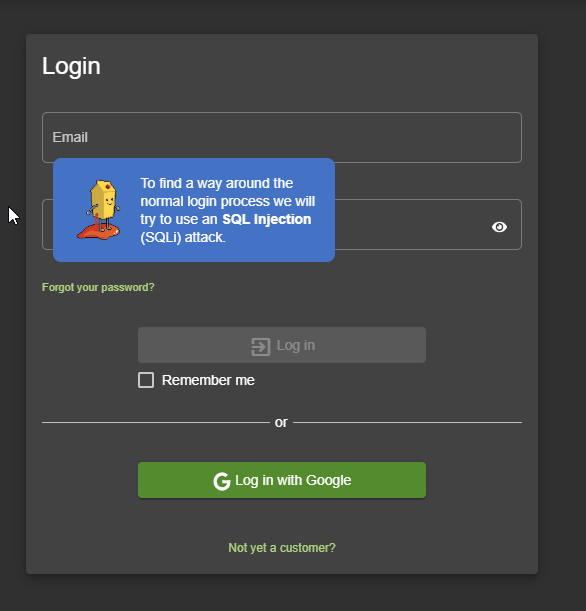 Login
Email
To find a way around the
normal login process we will
try to use an SQL Injection
(SQLi) attack.
Forgot your password?
Log in
Remember me
or
Log in with Google
Not yet a customer?